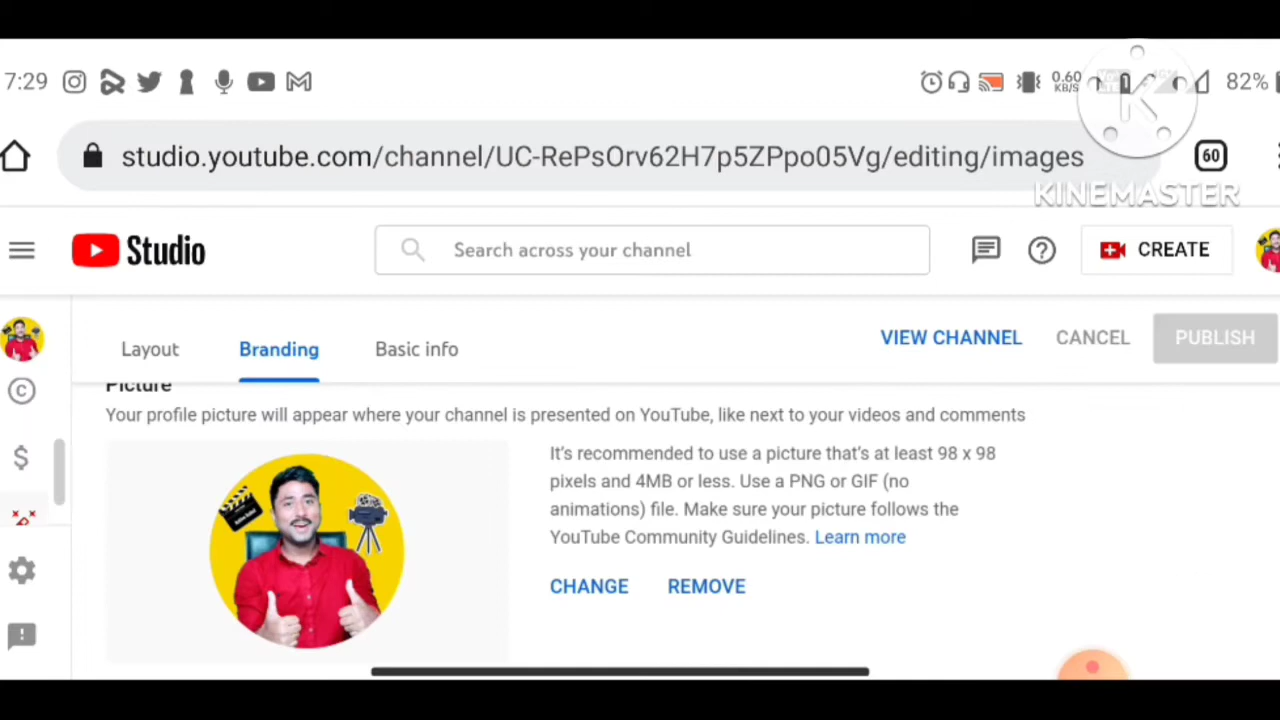 7:29
0.60
KB/S
82%
studio.youtube.com/channel/UC-RePsOrv62H7p5ZPpo05Vg/editing/images
60
KINEMASTER
Studio
Search across your channel
CREATE
Layout
Branding
Basic info
VIEW CHANNEL
CANCEL
PUBLISH
Picture
Your profile picture will appear where your channel is presented on YouTube, like next to your videos and comments
It's recommended to use a picture that's at least 98 x 98
pixels and 4MB or less. Use a PNG or GIF (no
animations) file. Make sure your picture follows the
YouTube Community Guidelines. Learn more
CHANGE
REMOVE